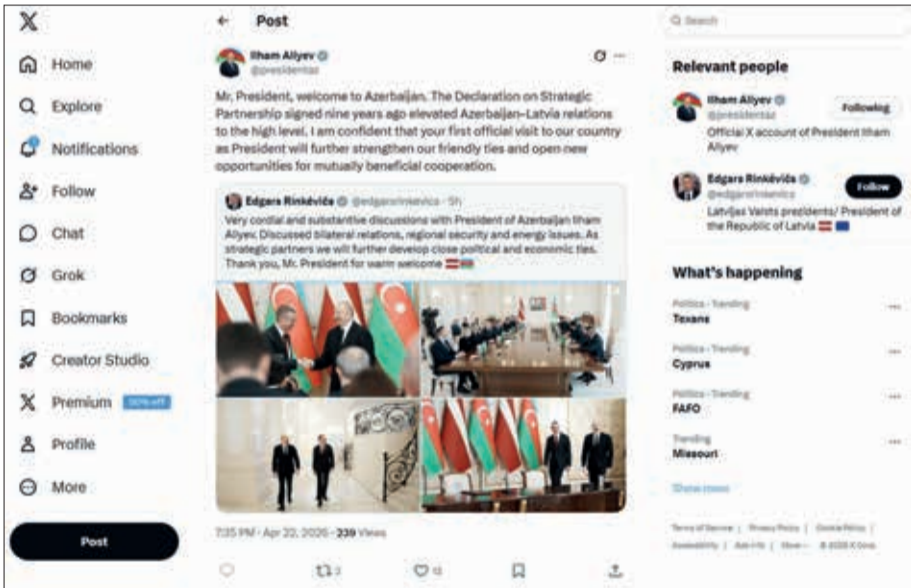 Home
Explore
Notifications
Follow
Chat
Grok
Bookmarks
Creator Studio
Premium 50% off
Profile
More
Post
Post
Ilham Aliyev
@presidentaz
Mr. President, welcome to Azerbaijan. The Declaration on Strategic
Partnership signed nine years ago elevated Azerbaijan–Latvia relations
to the high level. I am confident that your first official visit to our country
as President will further strengthen our friendly ties and open new
opportunities for mutually beneficial cooperation.
Edgars Rinkēvičs @edgarsrinkevics · 5h
Very cordial and substantive discussions with President of Azerbaijan Ilham
Aliyev. Discussed bilateral relations, regional security and energy issues. As
strategic partners we will further develop close political and economic ties.
Thank you, Mr. President for warm welcome
7:35 PM · Apr 22, 2026 · 239 Views
2
13
Search
Relevant people
Ilham Aliyev
@presidentaz
Following
Official X account of President Ilham
Aliyev
Edgars Rinkēvičs
@edgarsrinkevics
Follow
Latvijas Valsts prezidents/ President of
the Republic of Latvia
What's happening
Politics · Trending
Texans
Politics · Trending
Cyprus
Politics · Trending
FAFO
Trending
Missouri
Show more
Terms of Service | Privacy Policy | Cookie Policy |
Accessibility | Ads info | More ··· © 2026 X Corp.